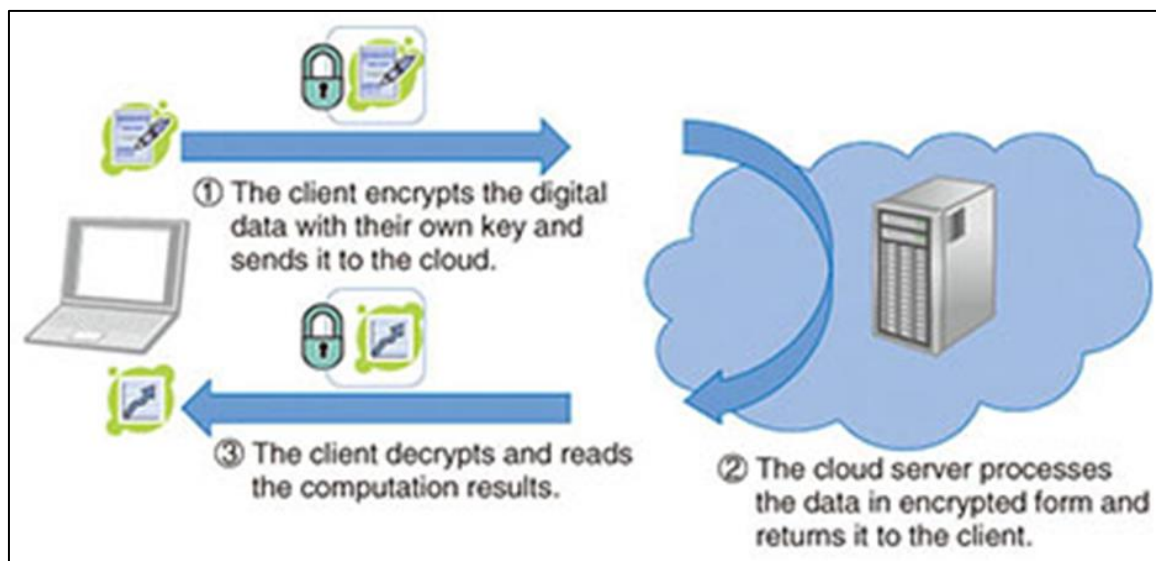 ① The client encrypts the digital
data with their own key and
sends it to the cloud.
③ The client decrypts and reads
the computation results.
② The cloud server processes
the data in encrypted form and
returns it to the client.